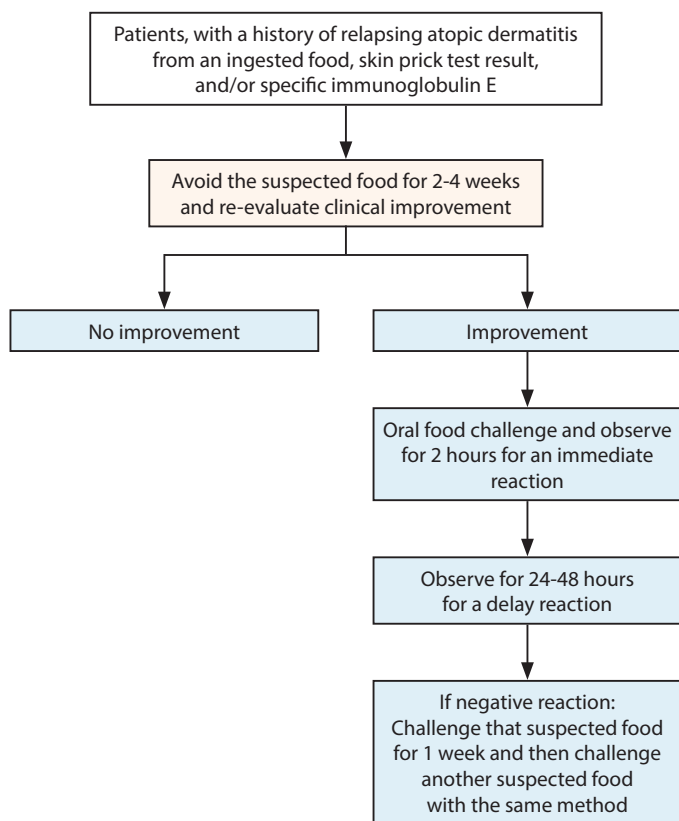 Patients, with a history of relapsing atopic dermatitis
from an ingested food, skin prick test result,
and/or specific immunoglobulin E
Avoid the suspected food for 2-4 weeks
and re-evaluate clinical improvement
No improvement
Improvement
Oral food challenge and observe
for 2 hours for an immediate
reaction
Observe for 24-48 hours
for a delay reaction
If negative reaction:
Challenge that suspected food
for 1 week and then challenge
another suspected food
with the same method